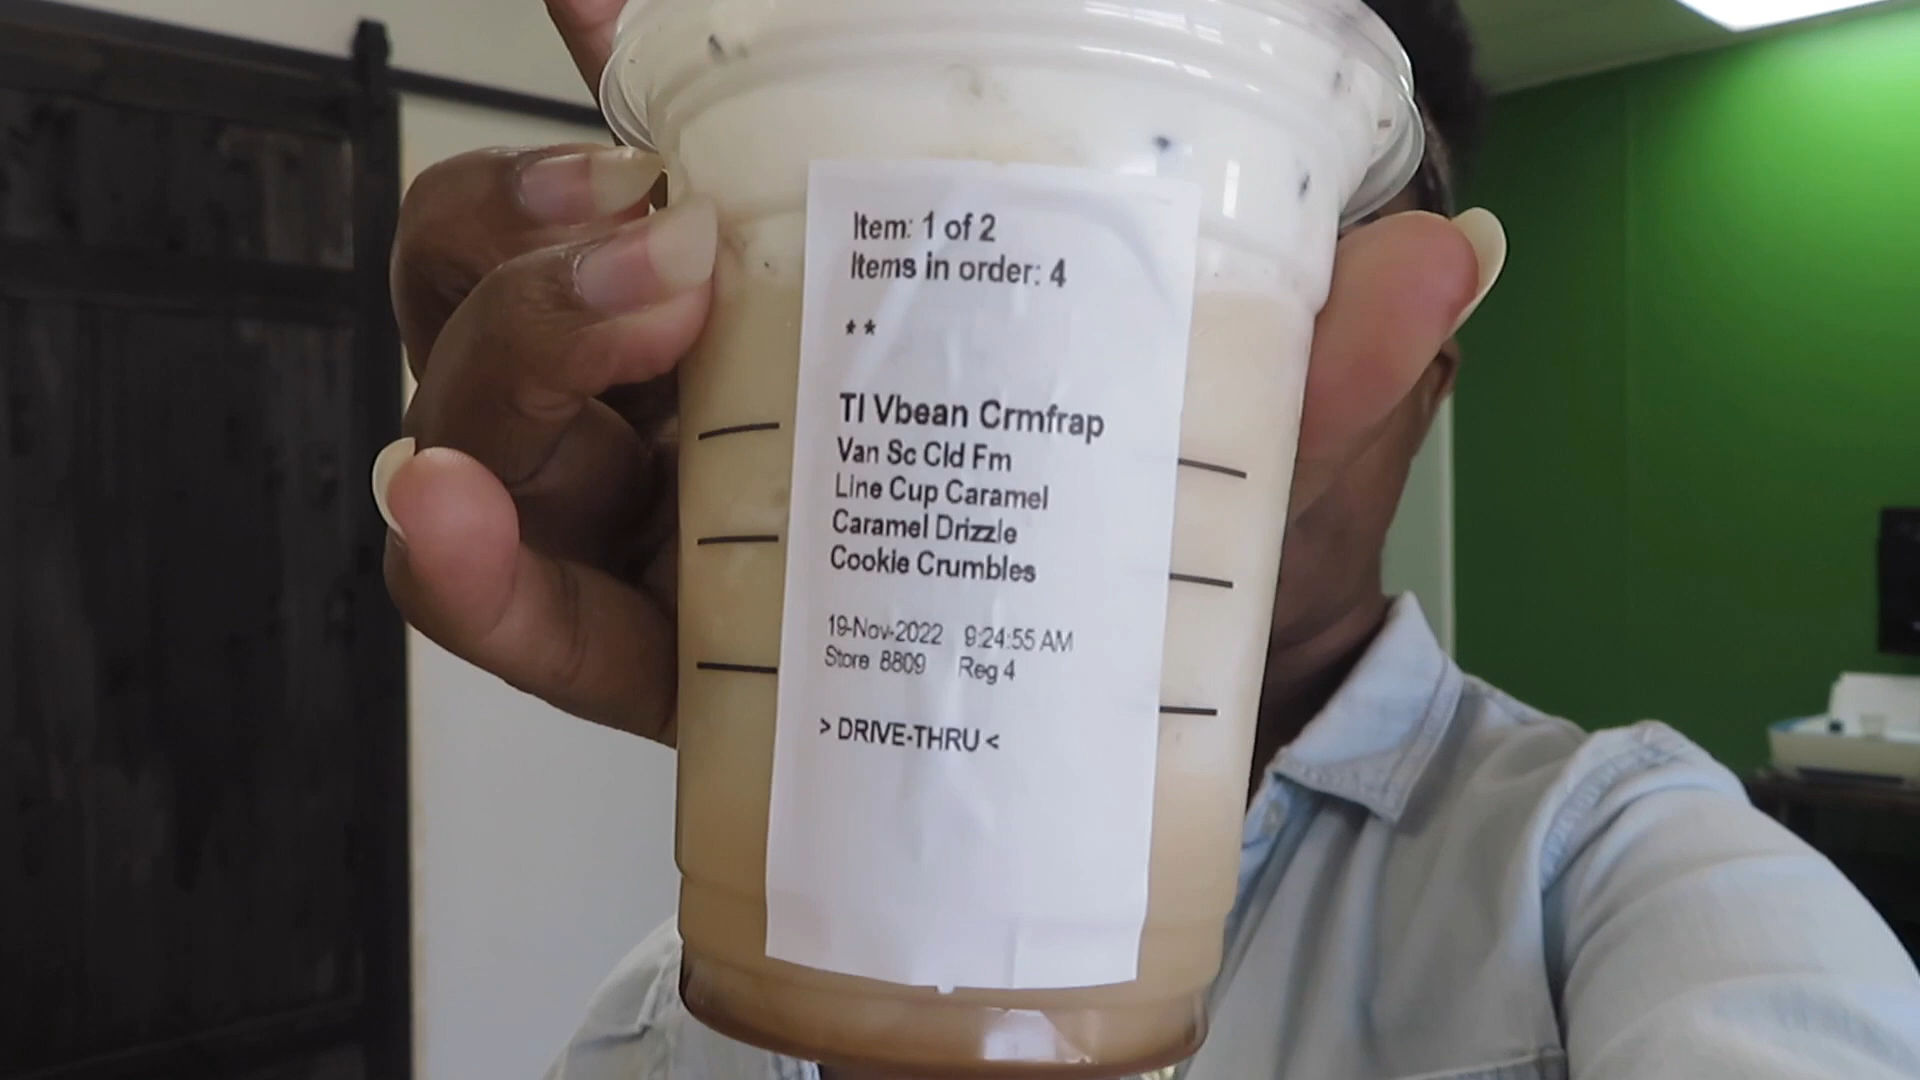 Item: 1 of 2
Items in order: 4
**
Tl Vbean Crmfrap
Van Sc Cld Fm
Line Cup Caramel
Caramel Drizzle
Cookie Crumbles
19-Nov-2022 9:24:55 AM
Store 8809 Reg 4
> DRIVE-THRU <